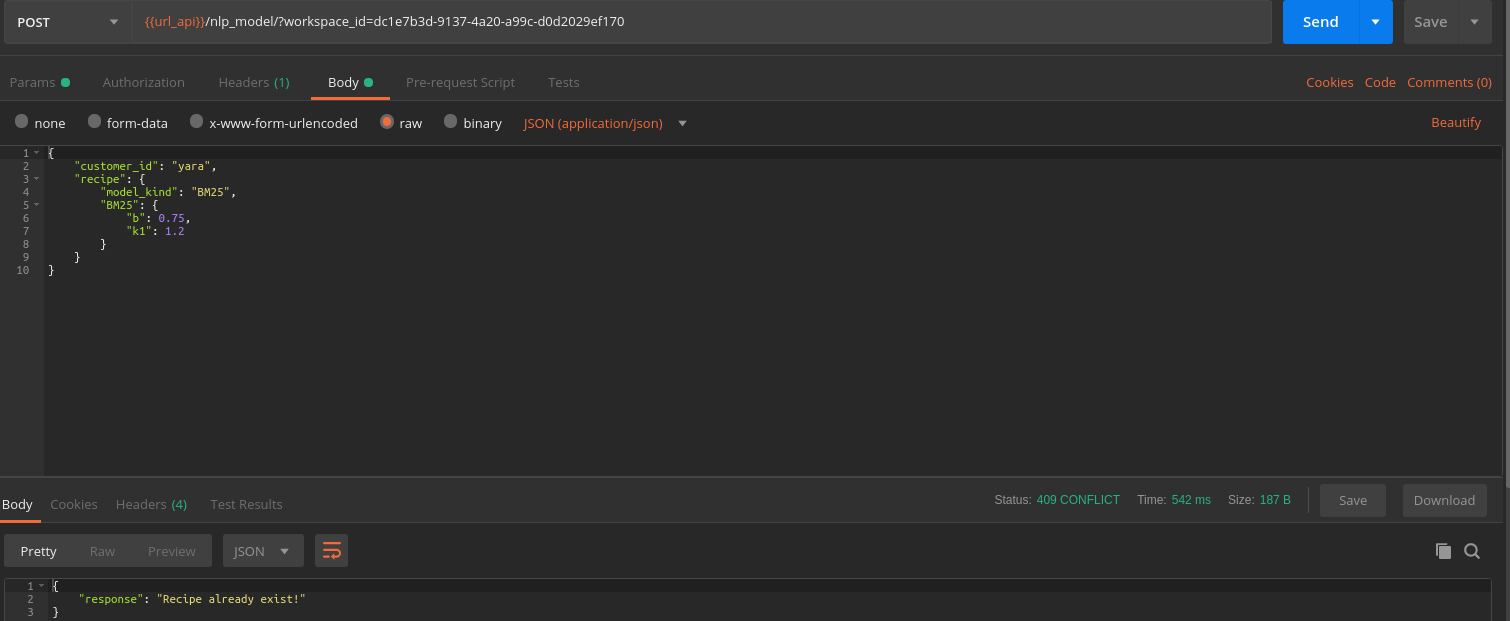 POST {{url_api}}/nlp_model/?workspace_id=dc1e7b3d-9137-4a20-a99c-d0d2029ef170 Send Save
Params Authorization Headers (1) Body Pre-request Script Tests Cookies Code Comments (0)
none form-data x-www-form-urlencoded raw binary JSON (application/json) Beautify
1 {
2 "customer_id": "yara",
3 "recipe": {
4 "model_kind": "BM25",
5 "BM25": {
6 "b": 0.75,
7 "k1": 1.2
8 }
9 }
10 }
Body Cookies Headers (4) Test Results Status: 409 CONFLICT Time: 542 ms Size: 187 B Save Download
Pretty Raw Preview JSON
1 {
2 "response": "Recipe already exist!"
3 }